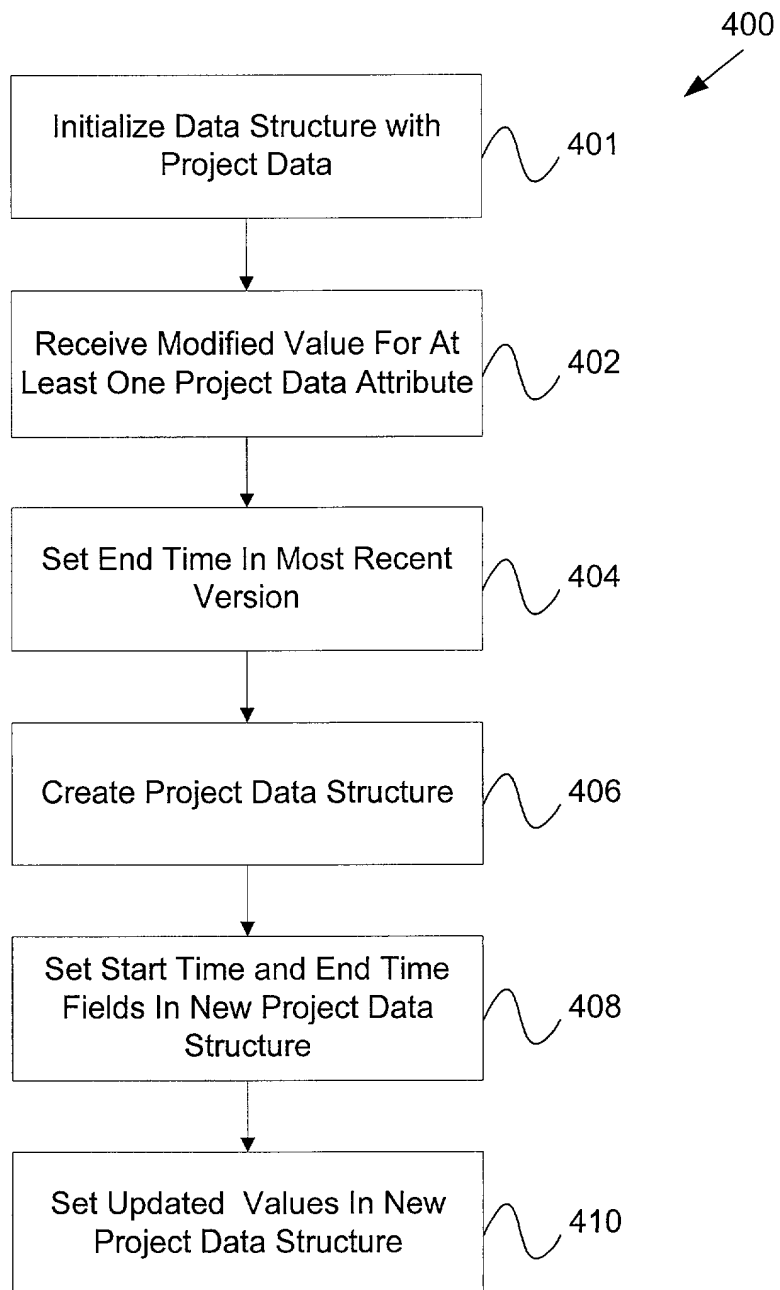 400
Initialize Data Structure with
Project Data
401
Receive Modified Value For At
Least One Project Data Attribute
402
Set End Time In Most Recent
Version
404
Create Project Data Structure
406
Set Start Time and End Time
Fields In New Project Data
Structure
408
Set Updated Values In New
Project Data Structure
410